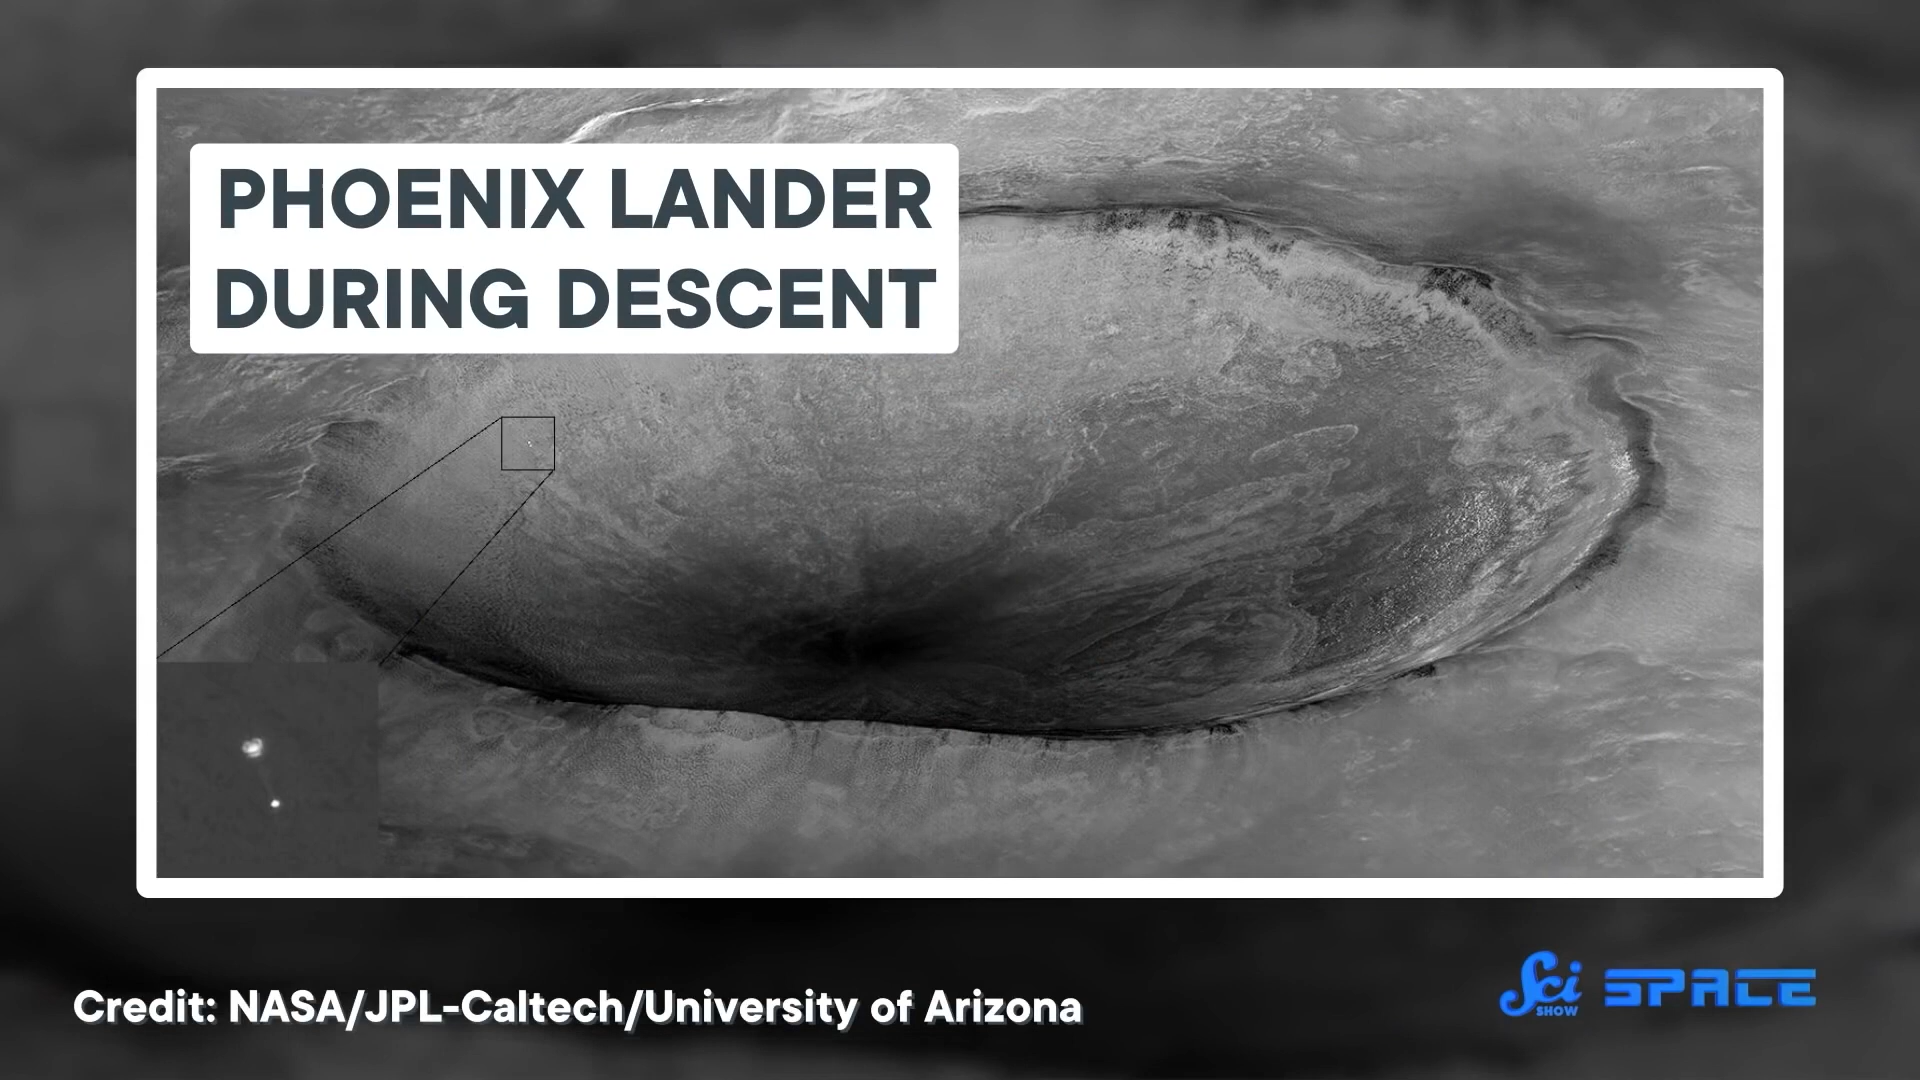 PHOENIX LANDER
DURING DESCENT
Credit: NASA/JPL-Caltech/University of Arizona
Sci SHOW SPACE